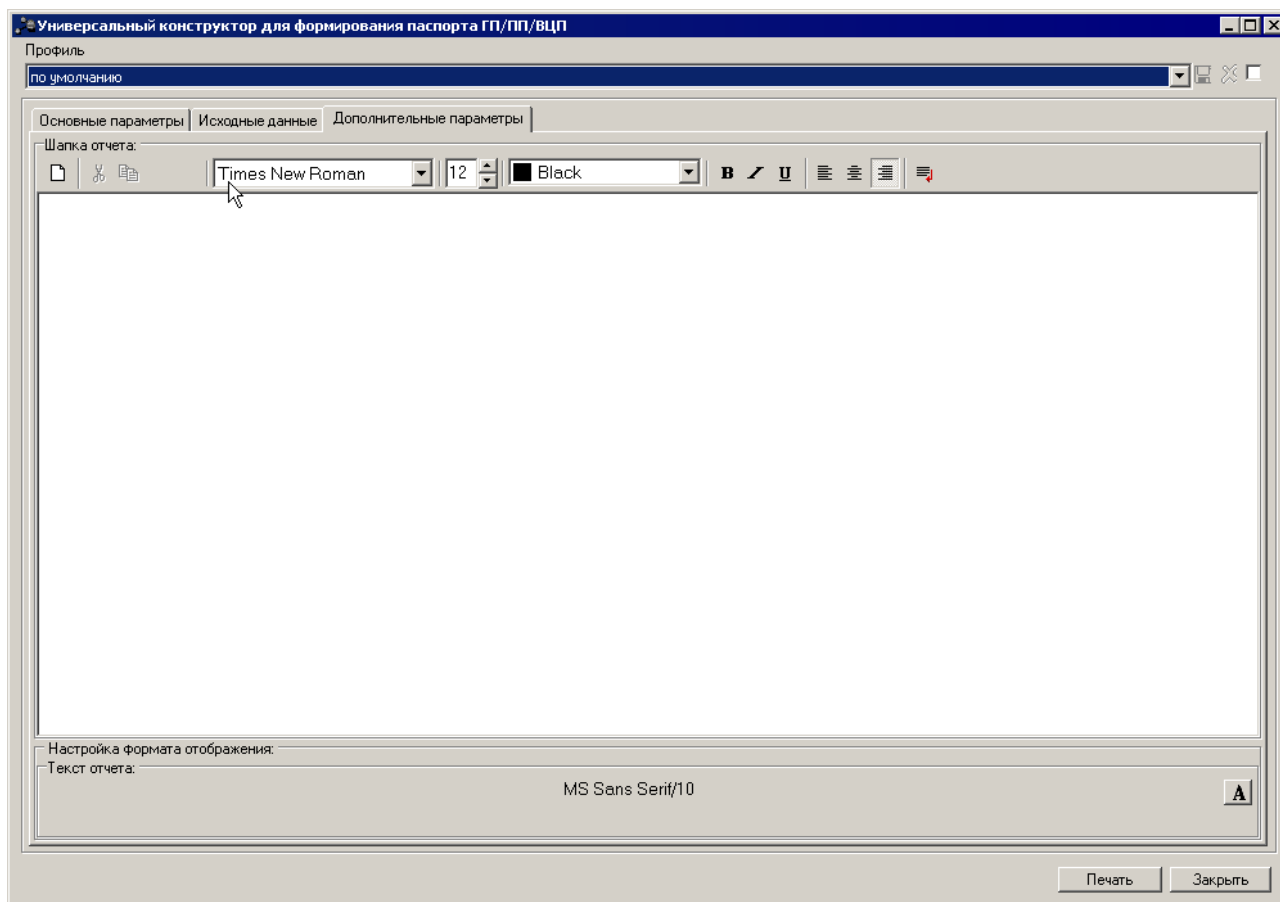 Универсальный конструктор для формирования паспорта ГП/ПП/ВЦП
Профиль
по умолчанию
Основные параметры Исходные данные Дополнительные параметры
Шапка отчета:
Times New Roman 12 Black B I U
Настройка формата отображения:
Текст отчета:
MS Sans Serif/10 A
Печать Закрыть